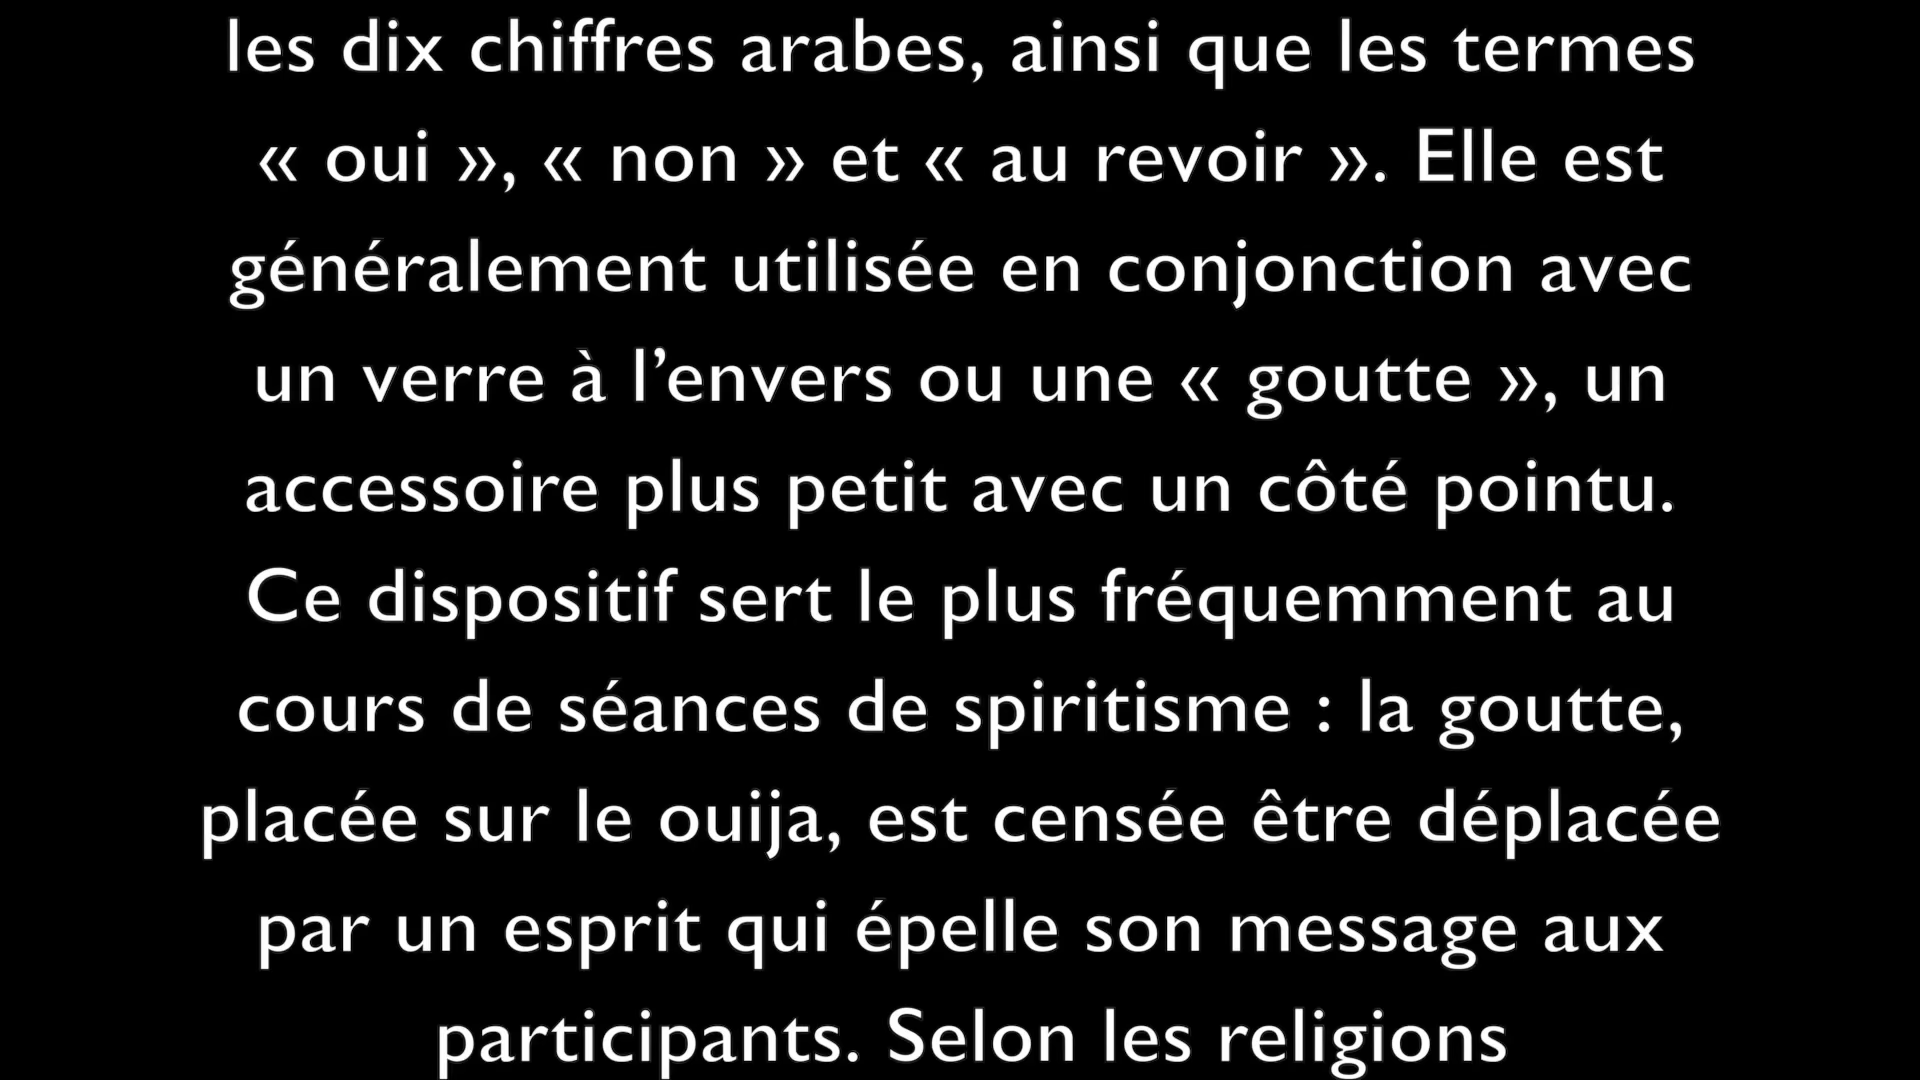 les dix chiffres arabes, ainsi que les termes
« oui », « non » et « au revoir ». Elle est
généralement utilisée en conjonction avec
un verre à l’envers ou une « goutte », un
accessoire plus petit avec un côté pointu.
Ce dispositif sert le plus fréquemment au
cours de séances de spiritisme : la goutte,
placée sur le ouija, est censée être déplacée
par un esprit qui épelle son message aux
participants. Selon les religions